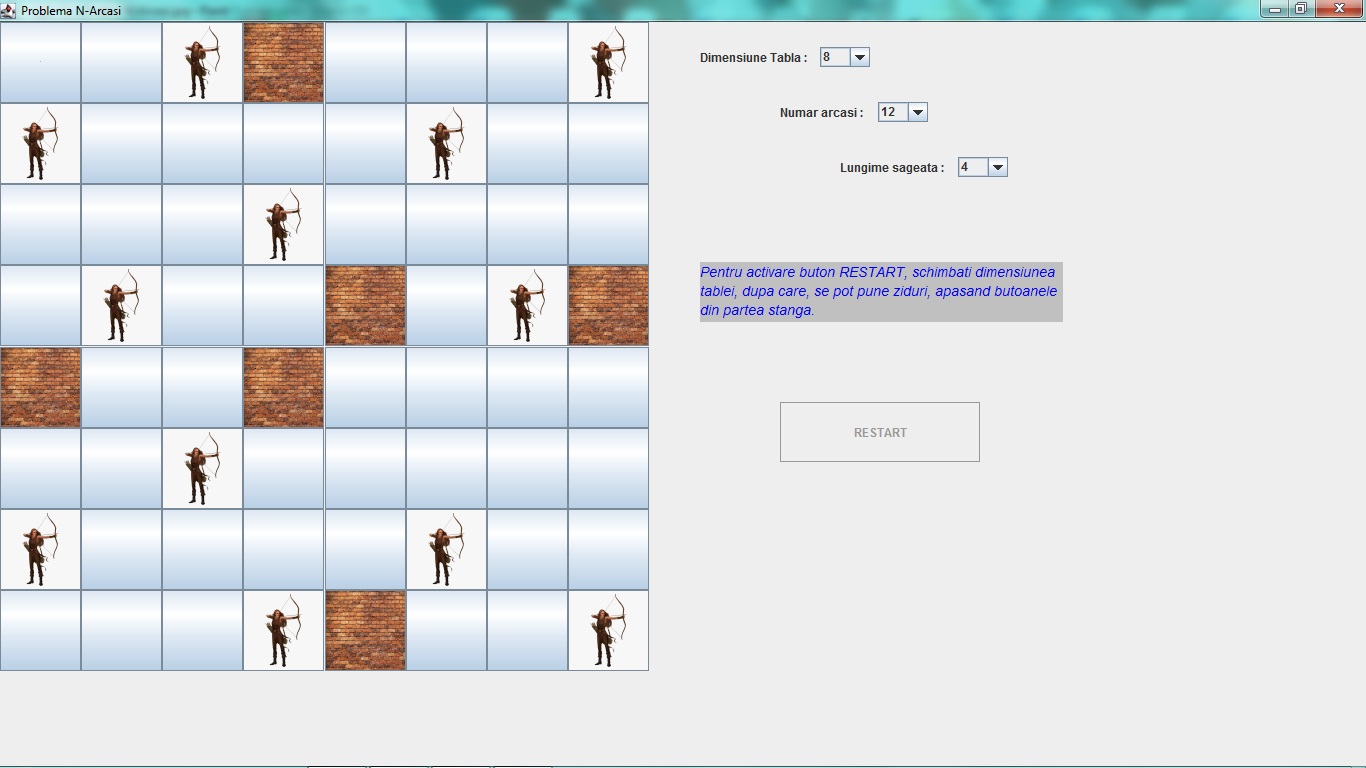 Problema N-Arcasi
Dimensiune Tabla : 8
Numar arcasi : 12
Lungime sageata : 4
Pentru activare buton RESTART, schimbati dimensiunea
tablei, dupa care, se pot pune ziduri, apasand butoanele
din partea stanga.
RESTART